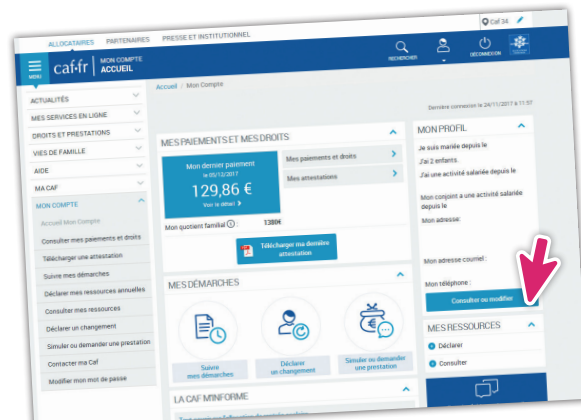 Caf 34
ALLOCATAIRES PARTENAIRES PRESSE ET INSTITUTIONNEL
MENU
caf.fr
MON COMPTE
ACCUEIL
RECHERCHER
DÉCONNEXION
Accueil / Mon Compte
Dernière connexion le 24/11/2017 à 11:57
ACTUALITÉS
MES SERVICES EN LIGNE
DROITS ET PRESTATIONS
VIES DE FAMILLE
AIDE
MA CAF
MON COMPTE
Accueil Mon Compte
Consulter mes paiements et droits
Télécharger une attestation
Suivre mes démarches
Déclarer mes ressources annuelles
Consulter mes ressources
Déclarer un changement
Simuler ou demander une prestation
Contacter ma Caf
Modifier mon mot de passe
MES PAIEMENTS ET MES DROITS
Mon dernier paiement
le 05/12/2017
129,86 €
Voir le détail
Mes paiements et droits
Mes attestations
Mon quotient familial : 1380€
Télécharger ma dernière
attestation
MES DÉMARCHES
Suivre
mes démarches
Déclarer
un changement
Simuler ou demander
une prestation
LA CAF M'INFORME
MON PROFIL
Je suis mariée depuis le
J'ai 2 enfants.
J'ai une activité salariée depuis le
Mon conjoint a une activité salariée
depuis le
Mon adresse:
Mon adresse courriel :
Mon téléphone :
Consulter ou modifier
MES RESSOURCES
Déclarer
Consulter